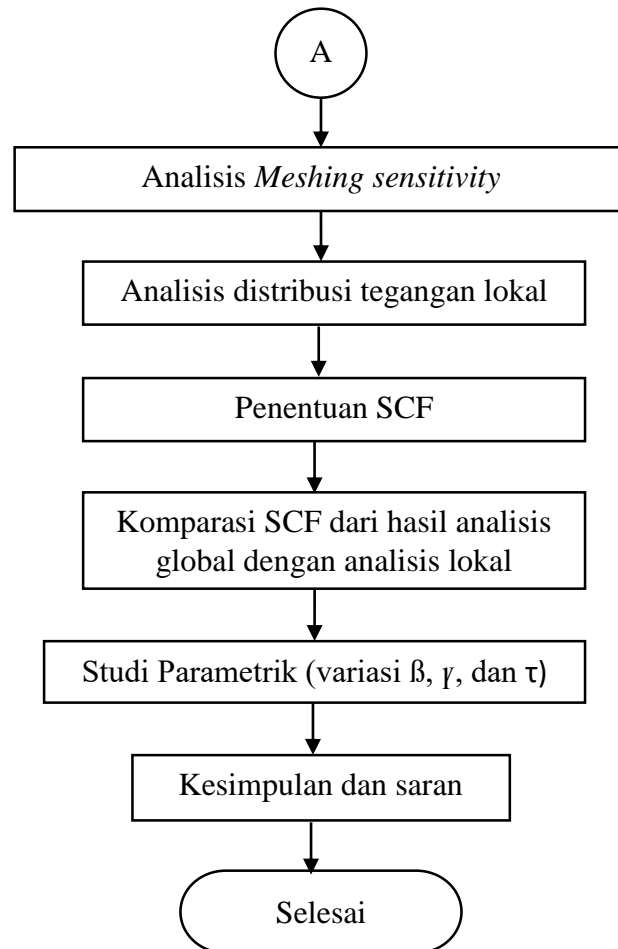 A
Analisis Meshing sensitivity
Analisis distribusi tegangan lokal
Penentuan SCF
Komparasi SCF dari hasil analisis
global dengan analisis lokal
Studi Parametrik (variasi ß, ɣ, dan τ)
Kesimpulan dan saran
Selesai